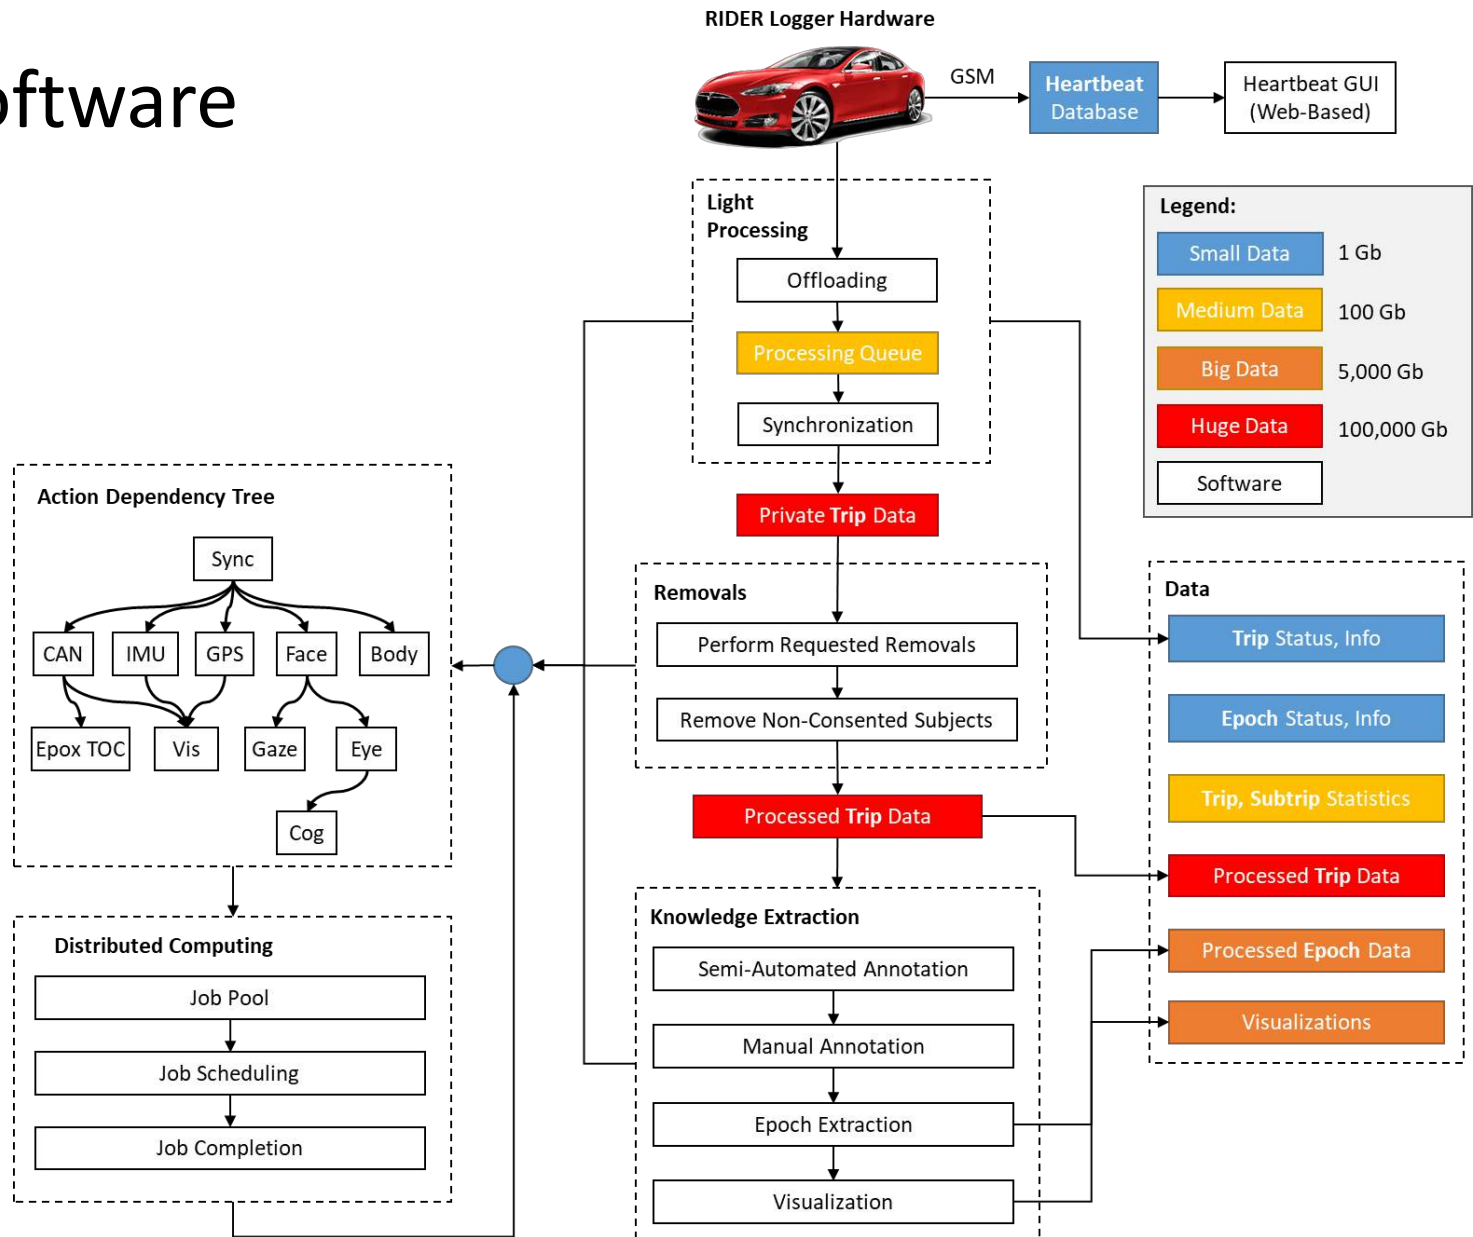 RIDER Logger Hardware
oftware
GSM
Heartbeat
Database
Heartbeat GUI
(Web-Based)
Light
Processing
Offloading
Processing Queue
Synchronization
Legend:
Small Data
1 Gb
Medium Data
100 Gb
Big Data
5,000 Gb
Huge Data
100,000 Gb
Software
Private Trip Data
Removals
Perform Requested Removals
Remove Non-Consented Subjects
Processed Trip Data
Knowledge Extraction
Semi-Automated Annotation
Manual Annotation
Epoch Extraction
Visualization
Action Dependency Tree
Sync
CAN
IMU
GPS
Face
Body
Epox TOC
Vis
Gaze
Eye
Cog
Distributed Computing
Job Pool
Job Scheduling
Job Completion
Data
Trip Status, Info
Epoch Status, Info
Trip, Subtrip Statistics
Processed Trip Data
Processed Epoch Data
Visualizations